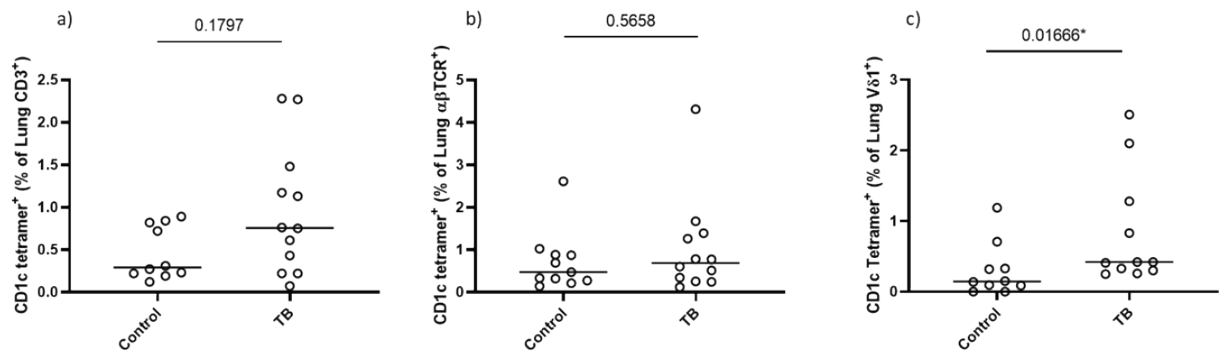 a)
0.1797
CD1c tetramer⁺ (% of Lung CD3⁺)
2.5
2.0
1.5
1.0
0.5
0.0
Control
TB
b)
0.5658
CD1c tetramer⁺ (% of Lung αβTCR⁺)
5
4
3
2
1
0
Control
TB
c)
0.01666*
CD1c Tetramer⁺ (% of Lung Vδ1⁺)
3
2
1
0
Control
TB